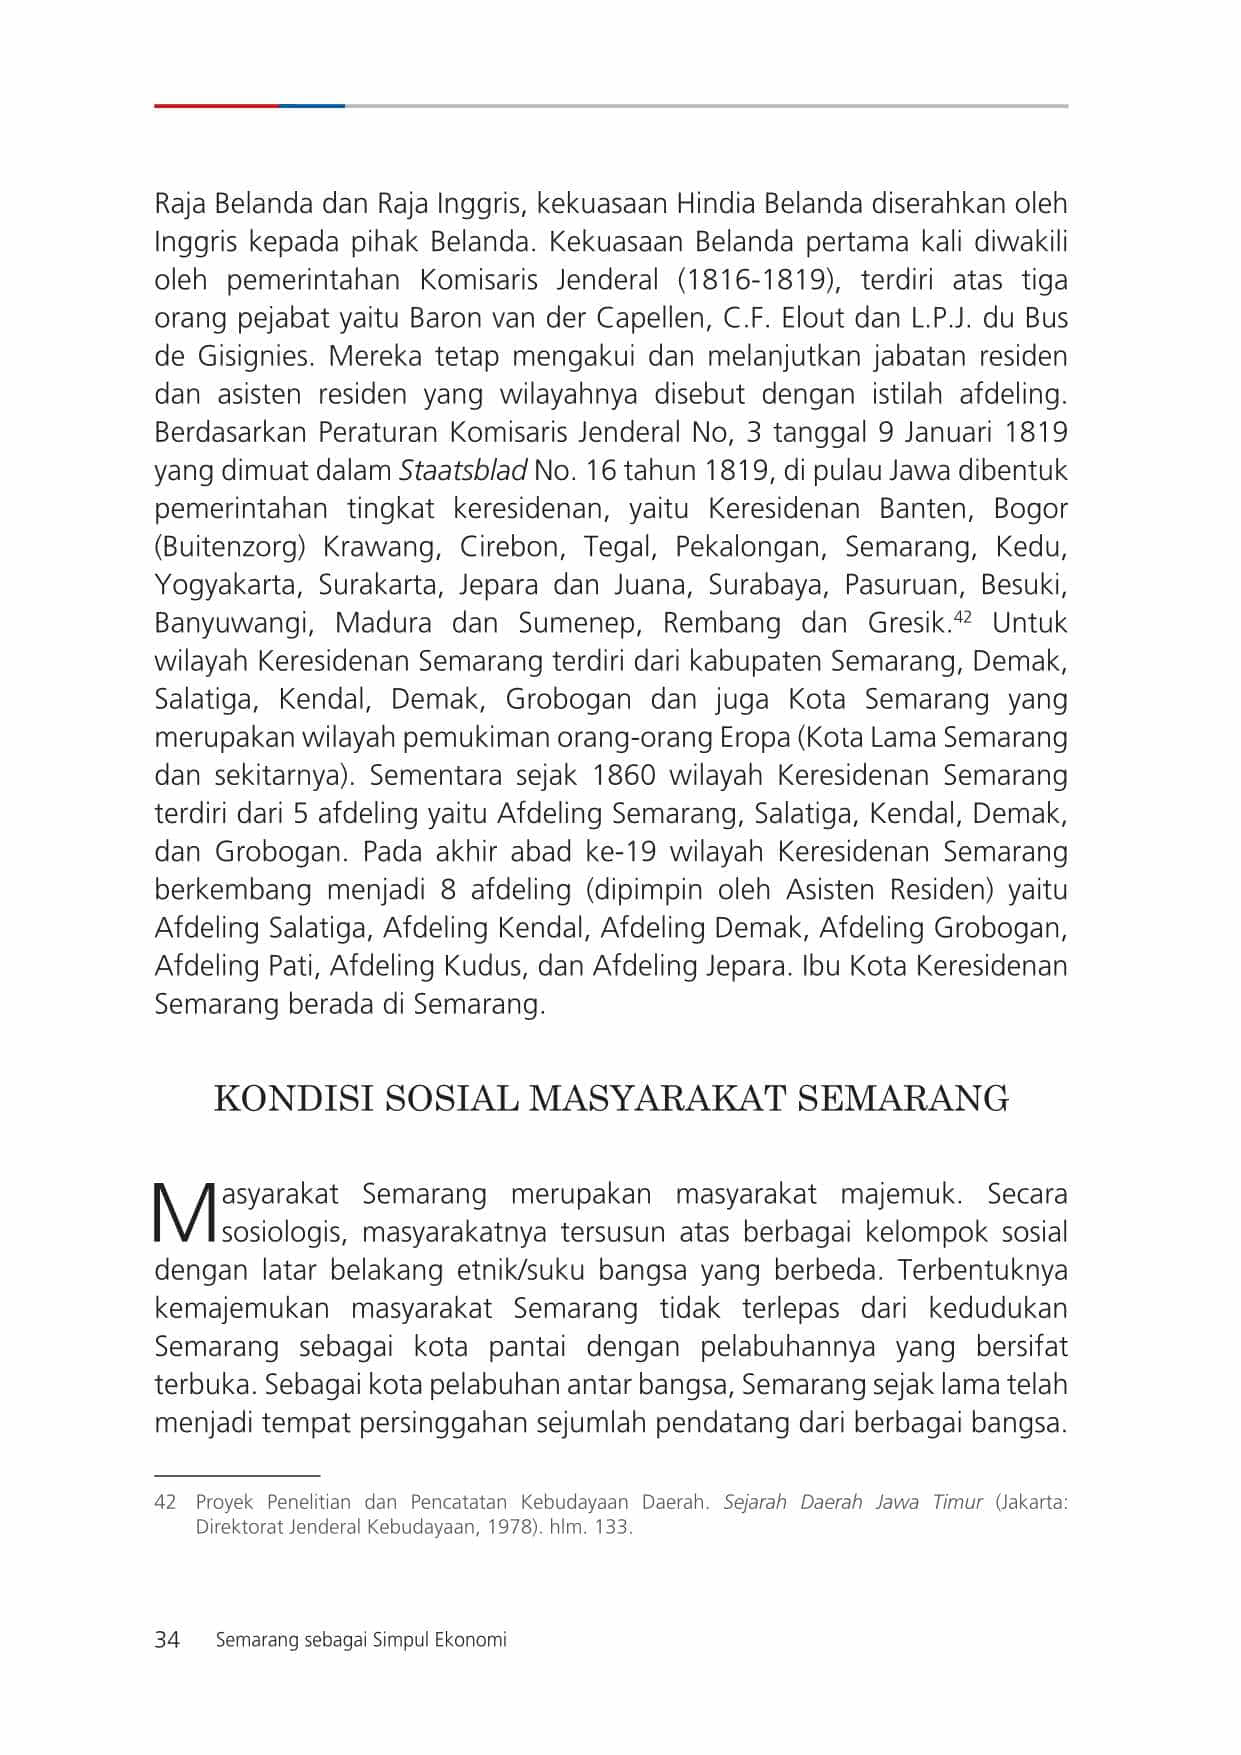 Raja Belanda dan Raja Inggris, kekuasaan Hindia Belanda diserahkan oleh
Inggris kepada pihak Belanda. Kekuasaan Belanda pertama kali diwakili
oleh pemerintahan Komisaris Jenderal (1816-1819), terdiri atas tiga
orang pejabat yaitu Baron van der Capellen, C.F. Elout dan L.P.J. du Bus
de Gisignies. Mereka tetap mengakui dan melanjutkan jabatan residen
dan asisten residen yang wilayahnya disebut dengan istilah afdeling.
Berdasarkan Peraturan Komisaris Jenderal No, 3 tanggal 9 Januari 1819
yang dimuat dalam Staatsblad No. 16 tahun 1819, di pulau Jawa dibentuk
pemerintahan tingkat keresidenan, yaitu Keresidenan Banten, Bogor
(Buitenzorg) Krawang, Cirebon, Tegal, Pekalongan, Semarang, Kedu,
Yogyakarta, Surakarta, Jepara dan Juana, Surabaya, Pasuruan, Besuki,
Banyuwangi, Madura dan Sumenep, Rembang dan Gresik.42 Untuk
wilayah Keresidenan Semarang terdiri dari kabupaten Semarang, Demak,
Salatiga, Kendal, Demak, Grobogan dan juga Kota Semarang yang
merupakan wilayah pemukiman orang-orang Eropa (Kota Lama Semarang
dan sekitarnya). Sementara sejak 1860 wilayah Keresidenan Semarang
terdiri dari 5 afdeling yaitu Afdeling Semarang, Salatiga, Kendal, Demak,
dan Grobogan. Pada akhir abad ke-19 wilayah Keresidenan Semarang
berkembang menjadi 8 afdeling (dipimpin oleh Asisten Residen) yaitu
Afdeling Salatiga, Afdeling Kendal, Afdeling Demak, Afdeling Grobogan,
Afdeling Pati, Afdeling Kudus, dan Afdeling Jepara. Ibu Kota Keresidenan
Semarang berada di Semarang.
KONDISI SOSIAL MASYARAKAT SEMARANG
Masyarakat Semarang merupakan masyarakat majemuk. Secara
sosiologis, masyarakatnya tersusun atas berbagai kelompok sosial
dengan latar belakang etnik/suku bangsa yang berbeda. Terbentuknya
kemajemukan masyarakat Semarang tidak terlepas dari kedudukan
Semarang sebagai kota pantai dengan pelabuhannya yang bersifat
terbuka. Sebagai kota pelabuhan antar bangsa, Semarang sejak lama telah
menjadi tempat persinggahan sejumlah pendatang dari berbagai bangsa.
42 Proyek Penelitian dan Pencatatan Kebudayaan Daerah. Sejarah Daerah Jawa Timur (Jakarta:
Direktorat Jenderal Kebudayaan, 1978). hlm. 133.
34 Semarang sebagai Simpul Ekonomi